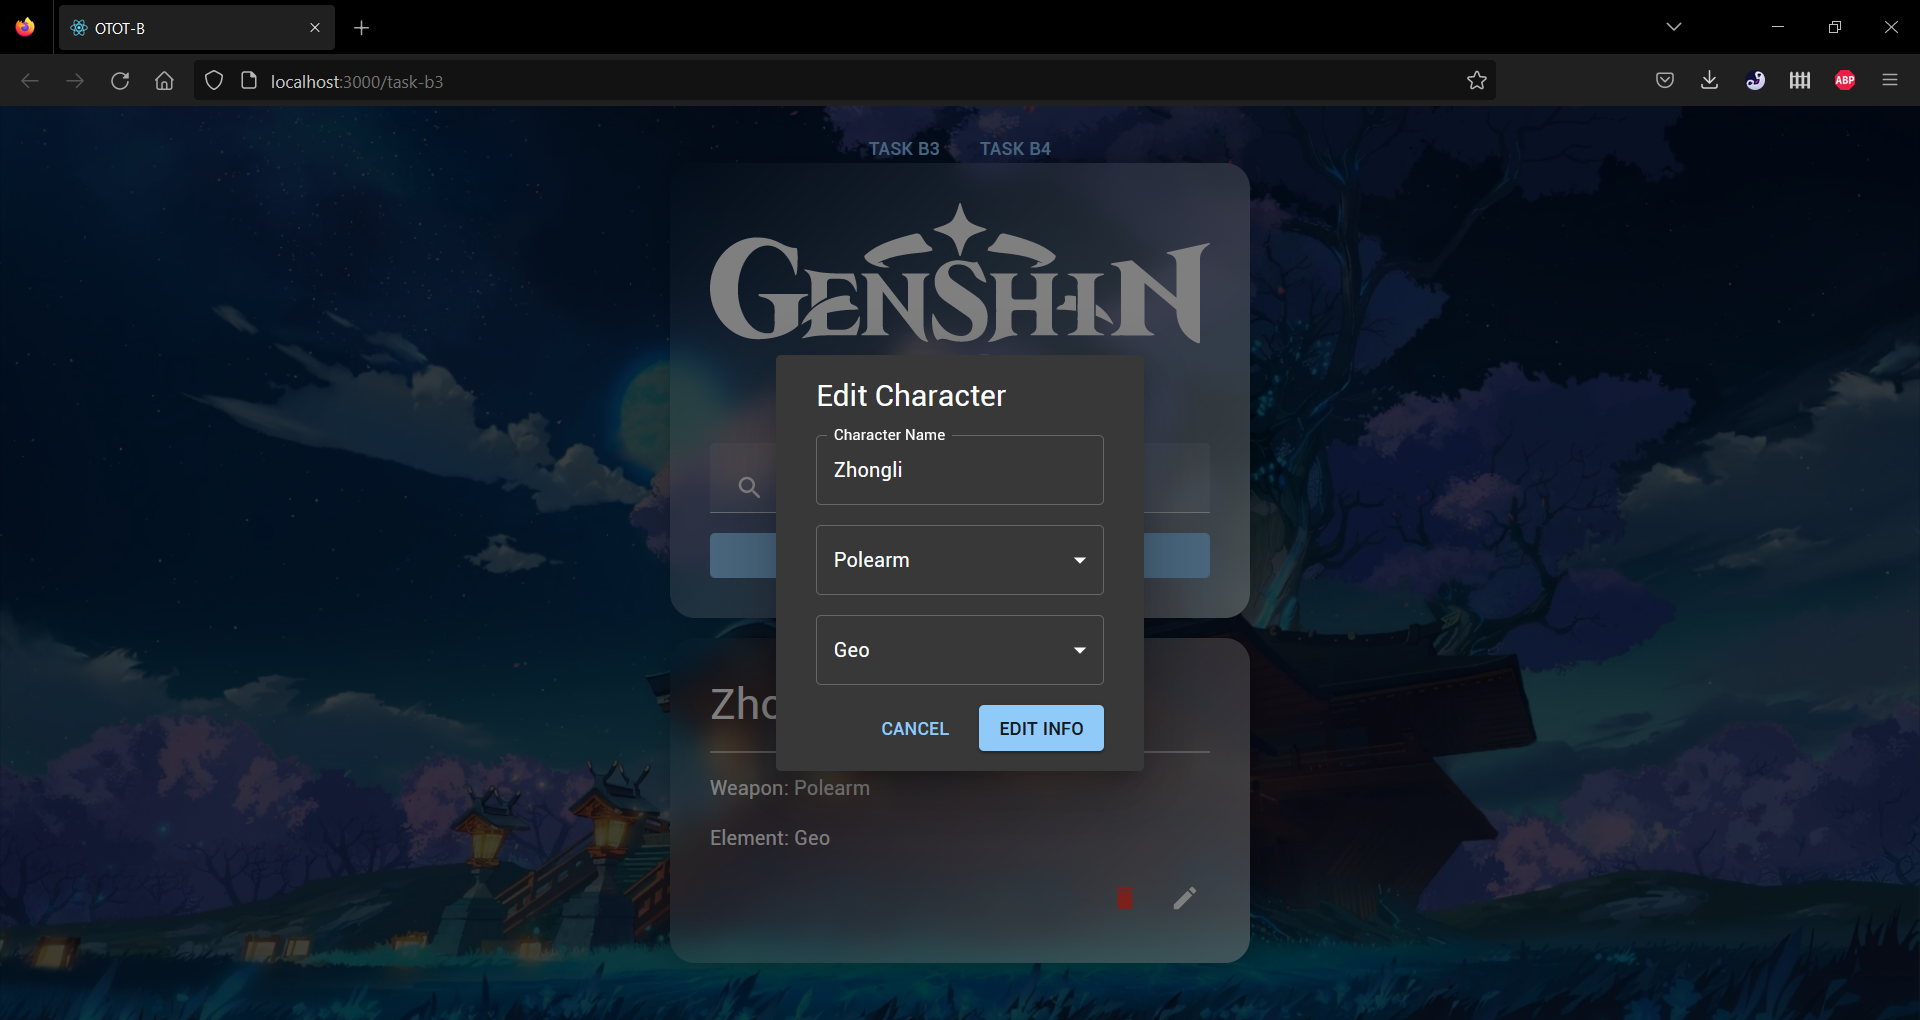 OTOT-B
localhost:3000/task-b3
ABP
TASK B3 TASK B4
GENSHIN
Edit Character
Character Name
Zhongli
Polearm
Geo
CANCEL EDIT INFO
Zho
Weapon: Polearm
Element: Geo